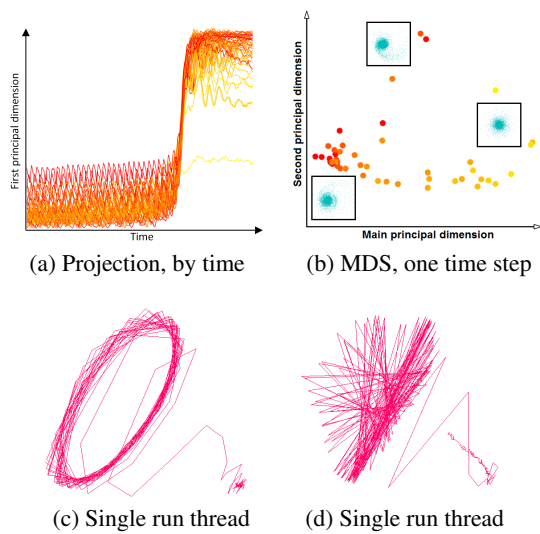 First principal dimension
Time
(a) Projection, by time
Second principal dimension
Main principal dimension
(b) MDS, one time step
(c) Single run thread
(d) Single run thread